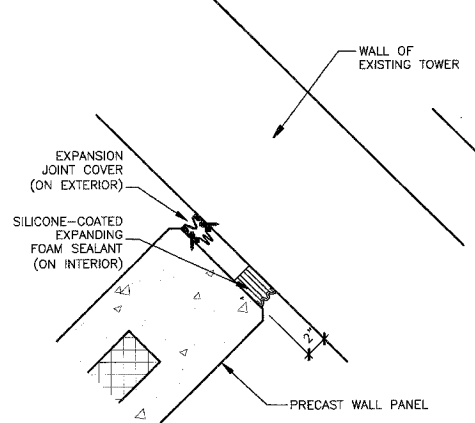 WALL OF
EXISTING TOWER
EXPANSION
JOINT COVER
(ON EXTERIOR)
SILICONE-COATED
EXPANDING
FOAM SEALANT
(ON INTERIOR)
2"
PRECAST WALL PANEL